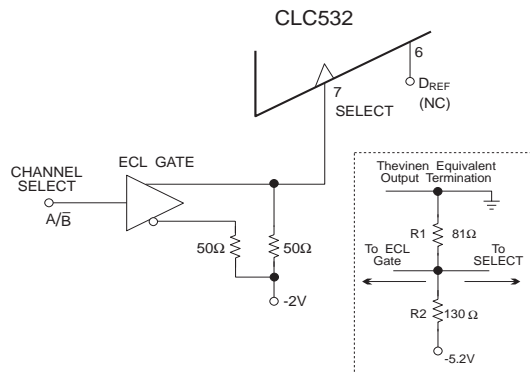 CLC532
6
7
D_REF
(NC)
SELECT
ECL GATE
CHANNEL
SELECT
A/B̅
50Ω
50Ω
-2V
Thevinen Equivalent
Output Termination
R1 81Ω
To ECL
Gate
To
SELECT
R2 130 Ω
-5.2V